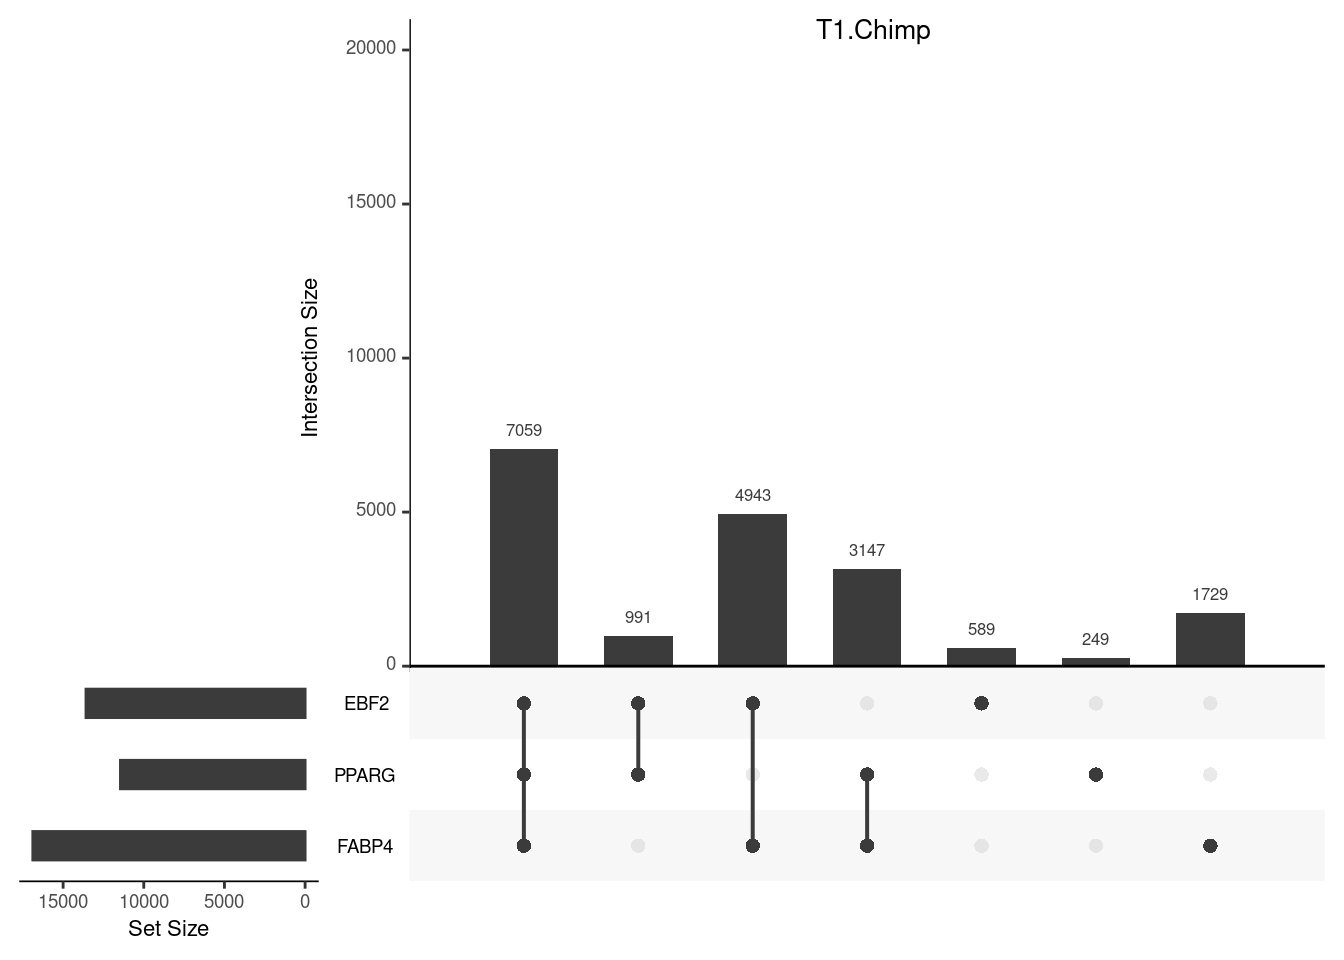 T1.Chimp
20000
15000
10000
5000
0
Intersection Size
7059
991
4943
3147
589
249
1729
EBF2
PPARG
FABP4
15000 10000 5000 0
Set Size